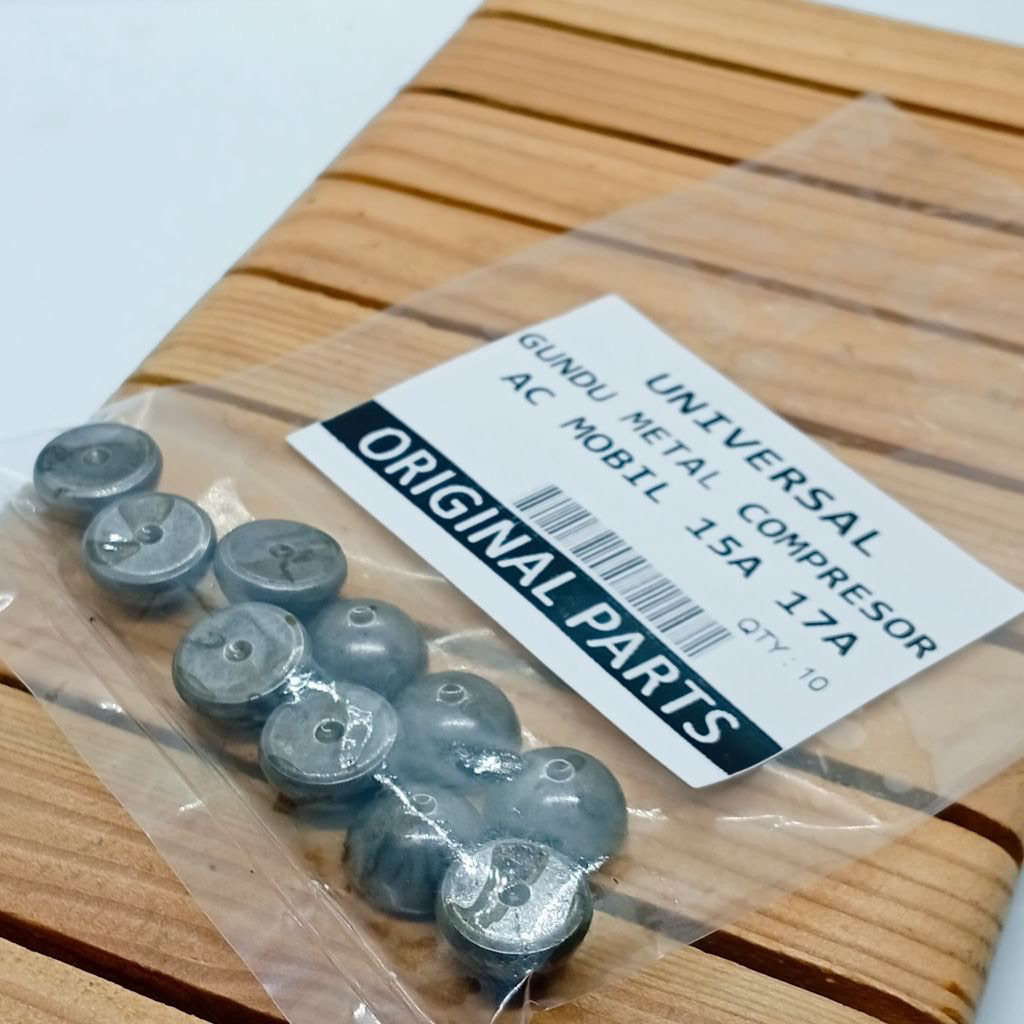 UNIVERSAL
GUNDU METAL COMPRESOR
AC MOBIL 15A 17A
QTY : 10
ORIGINAL PARTS